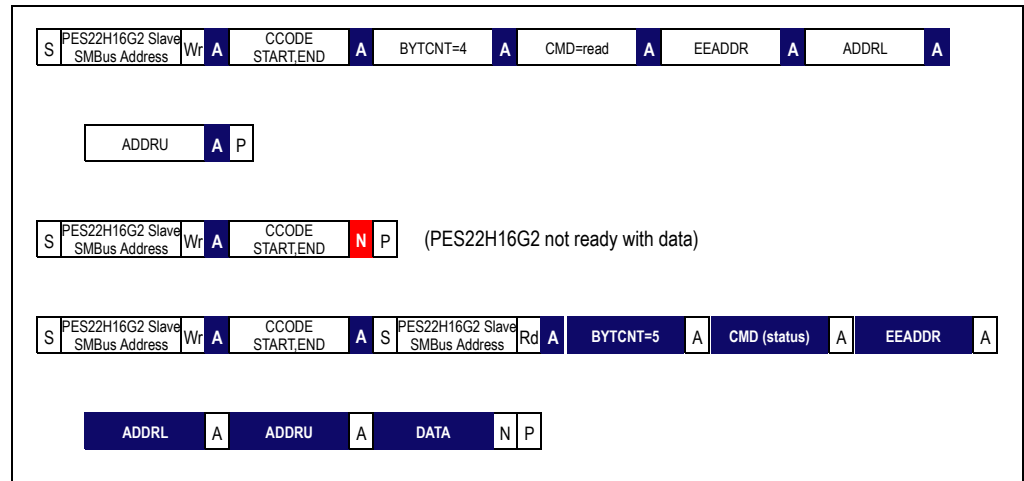 S PES22H16G2 Slave SMBus Address Wr A CCODE START,END A BYTCNT=4 A CMD=read A EEADDR A ADDRL A
ADDRU A P
S PES22H16G2 Slave SMBus Address Wr A CCODE START,END N P (PES22H16G2 not ready with data)
S PES22H16G2 Slave SMBus Address Wr A CCODE START,END A S PES22H16G2 Slave SMBus Address Rd A BYTCNT=5 A CMD (status) A EEADDR A
ADDRL A ADDRU A DATA N P